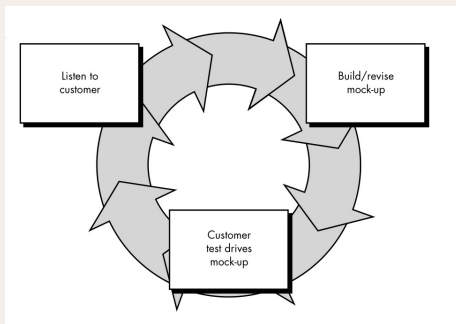 Listen to
customer
Build/revise
mock-up
Customer
test drives
mock-up